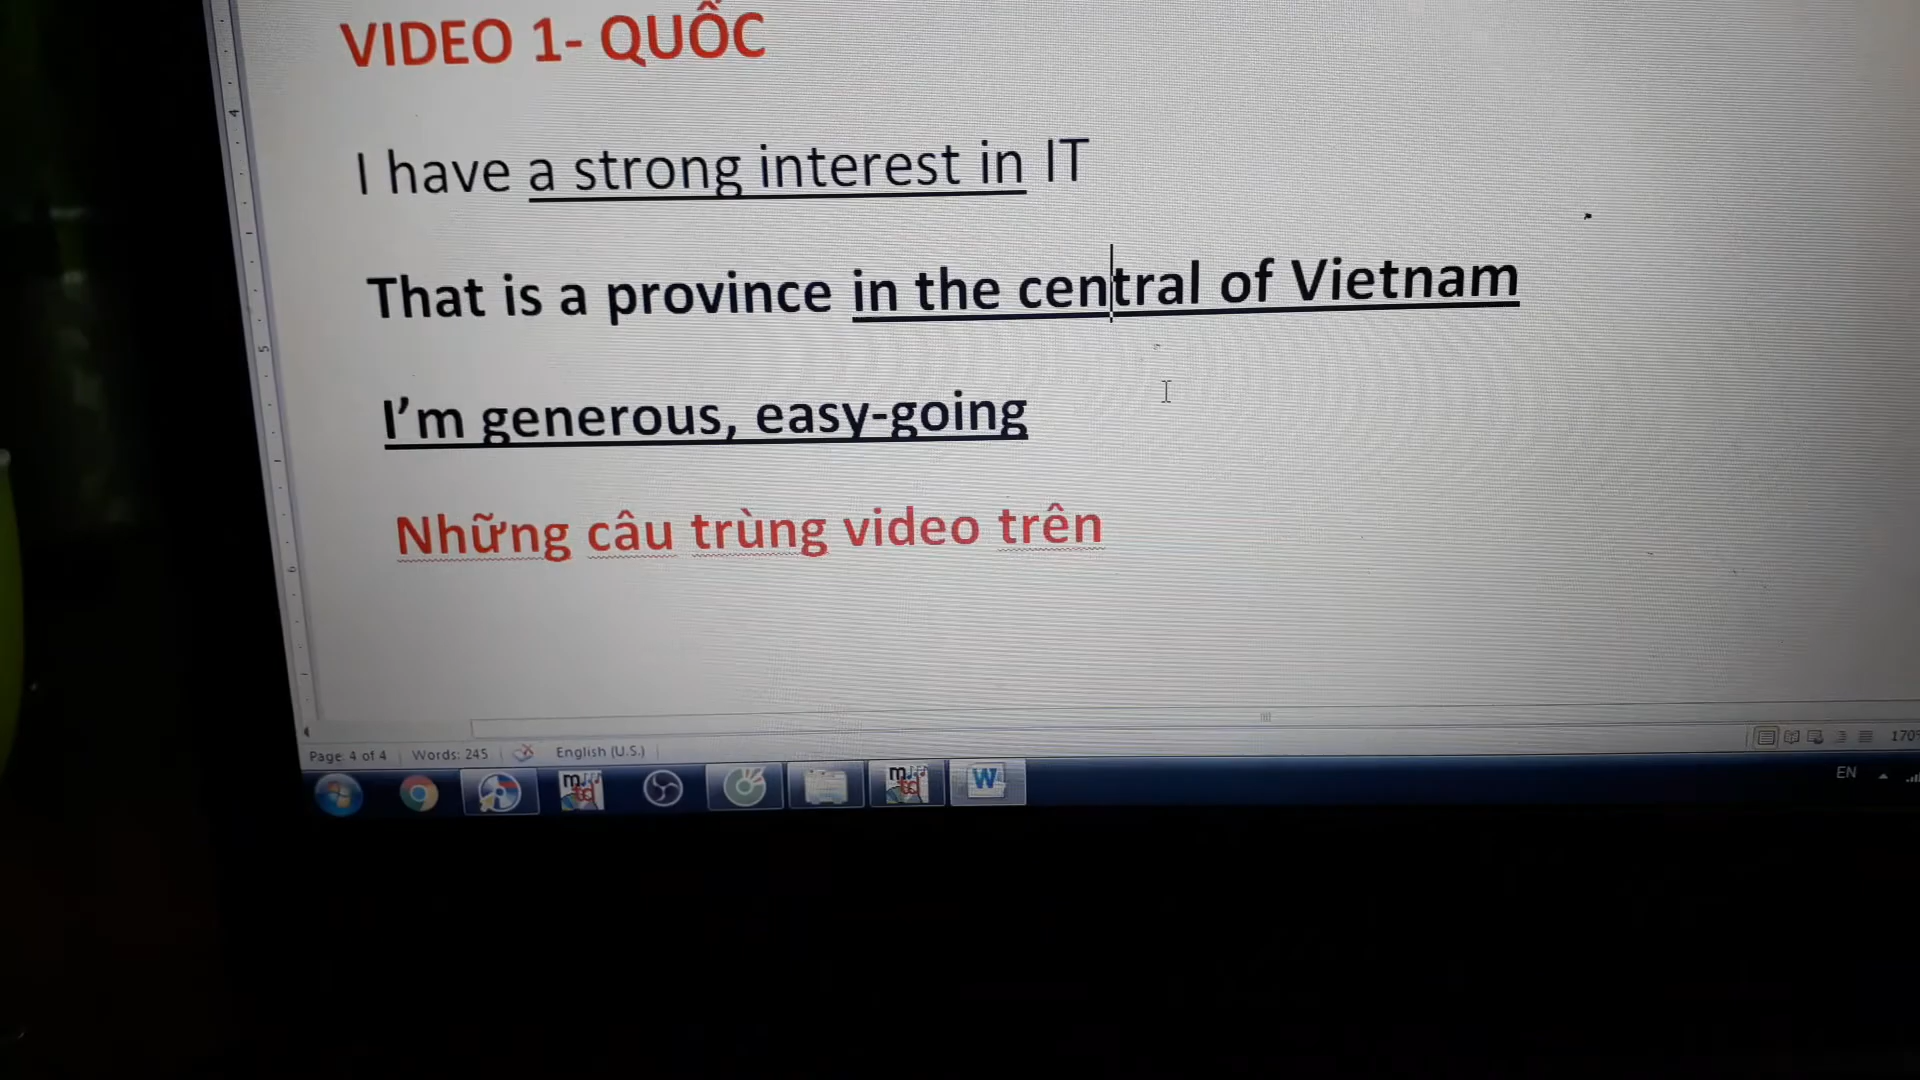 VIDEO 1- QUỐC
I have a strong interest in IT
That is a province in the central of Vietnam
I'm generous, easy-going
Những câu trùng video trên
Page: 4 of 4 Words: 245 English (U.S.) 170%
EN